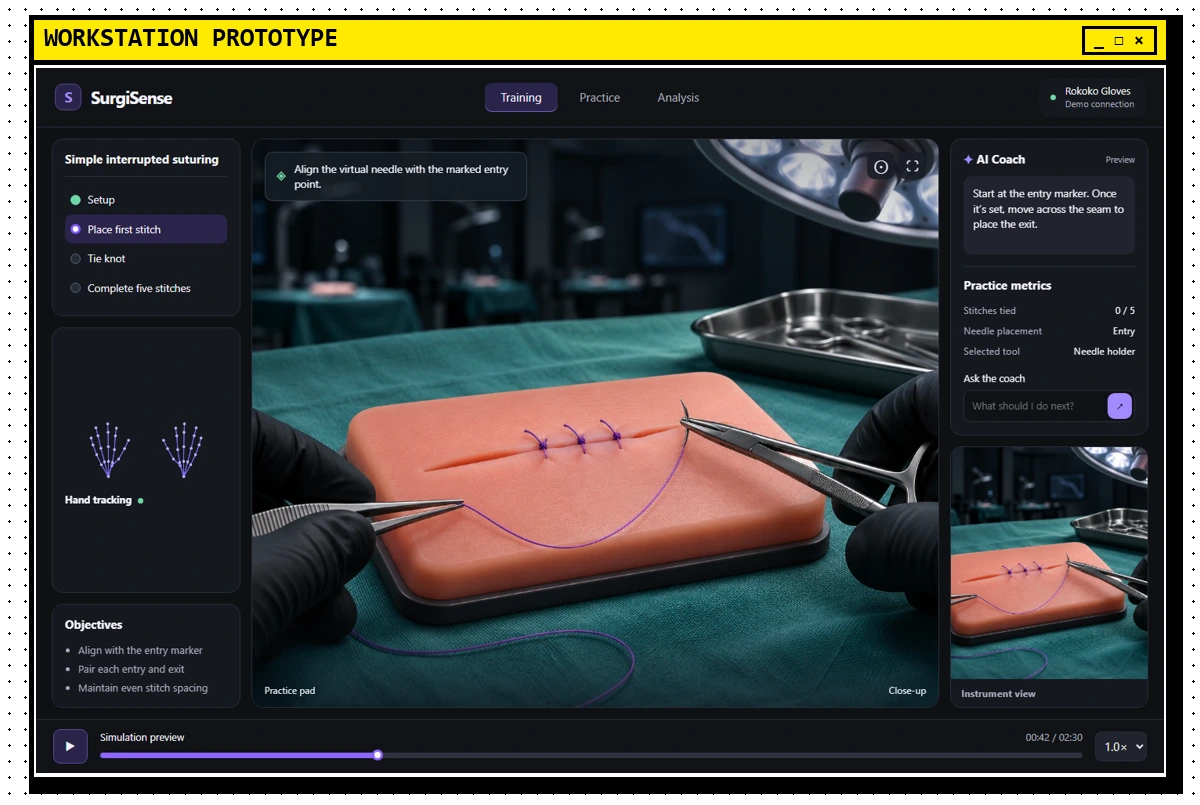 WORKSTATION PROTOTYPE
S SurgiSense
Training
Practice
Analysis
Rokoko Gloves
Demo connection
Simple interrupted suturing
Setup
Place first stitch
Tie knot
Complete five stitches
Hand tracking
Objectives
Align with the entry marker
Pair each entry and exit
Maintain even stitch spacing
Align the virtual needle with the marked entry
point.
Practice pad
Close-up
AI Coach
Preview
Start at the entry marker. Once
it's set, move across the seam to
place the exit.
Practice metrics
Stitches tied 0 / 5
Needle placement Entry
Selected tool Needle holder
Ask the coach
What should I do next?
Instrument view
Simulation preview
00:42 / 02:30
1.0×